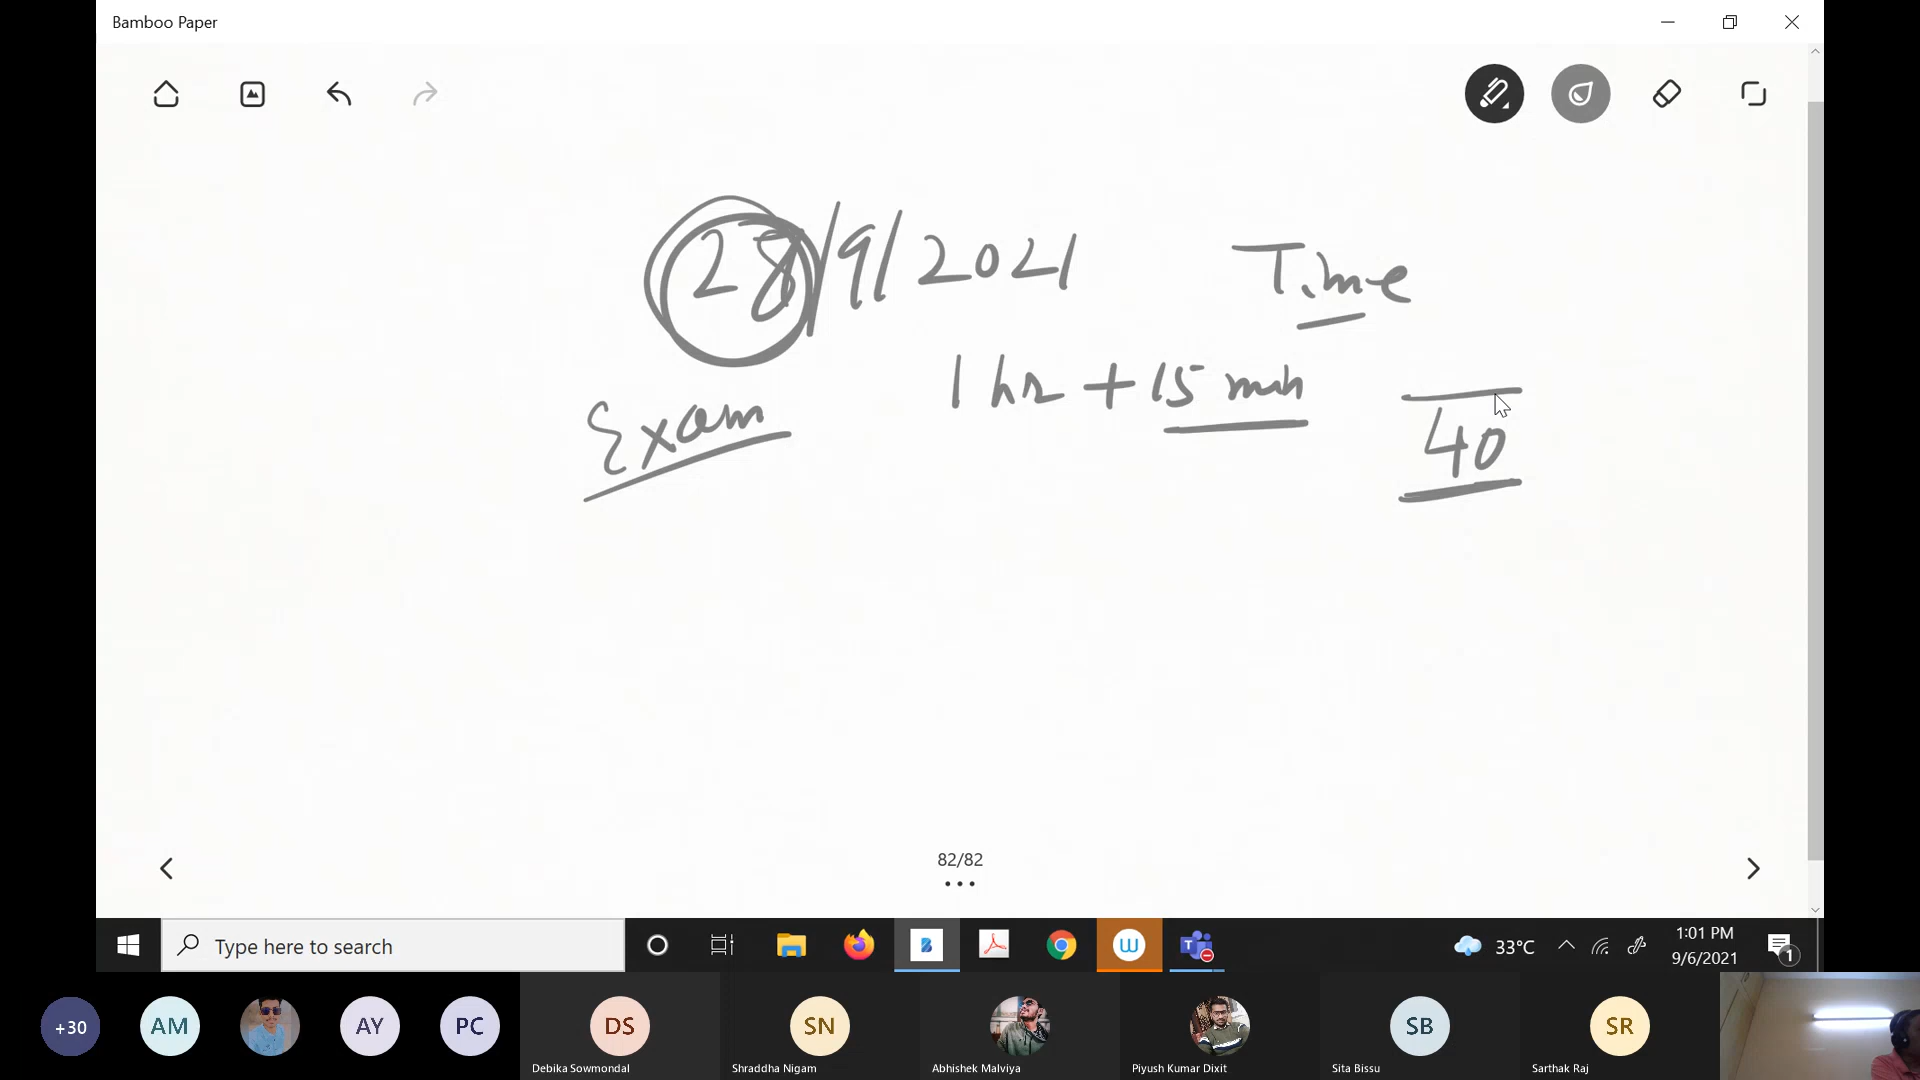 Bamboo Paper
28/9/2021 Time
1 hr + 15 min
Exam
40
82/82
Type here to search
33°C
1:01 PM
9/6/2021
1
+30
AM
AY
PC
DS
SN
SB
SR
Debika Sowmondal
Shraddha Nigam
Abhishek Malviya
Piyush Kumar Dixit
Sita Bissu
Sarthak Raj